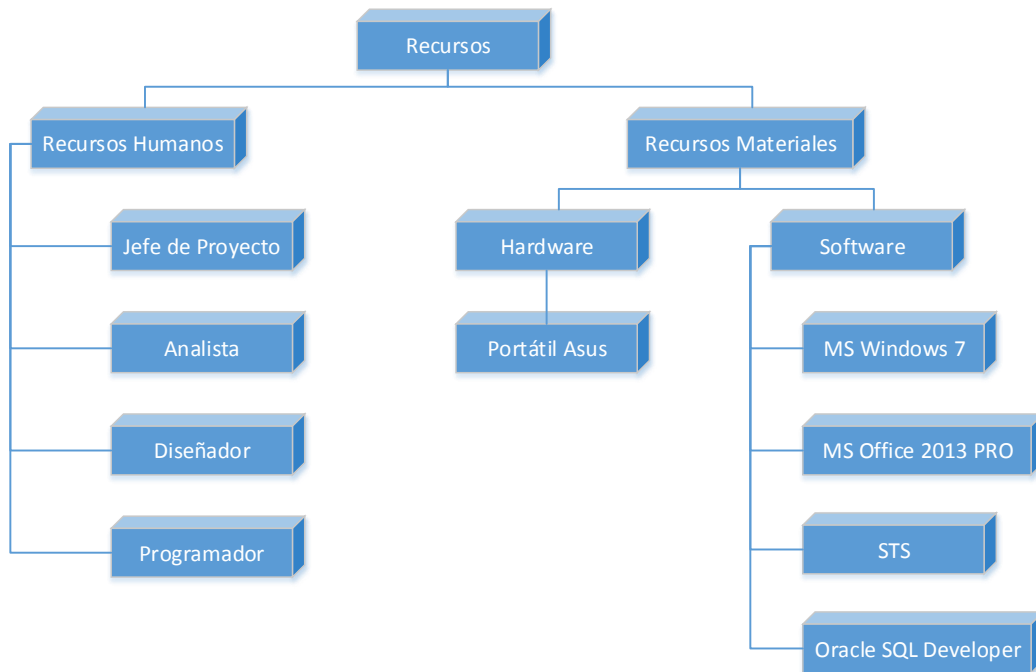 Recursos
Recursos Humanos
Recursos Materiales
Jefe de Proyecto
Hardware
Software
Analista
Portátil Asus
MS Windows 7
Diseñador
MS Office 2013 PRO
Programador
STS
Oracle SQL Developer